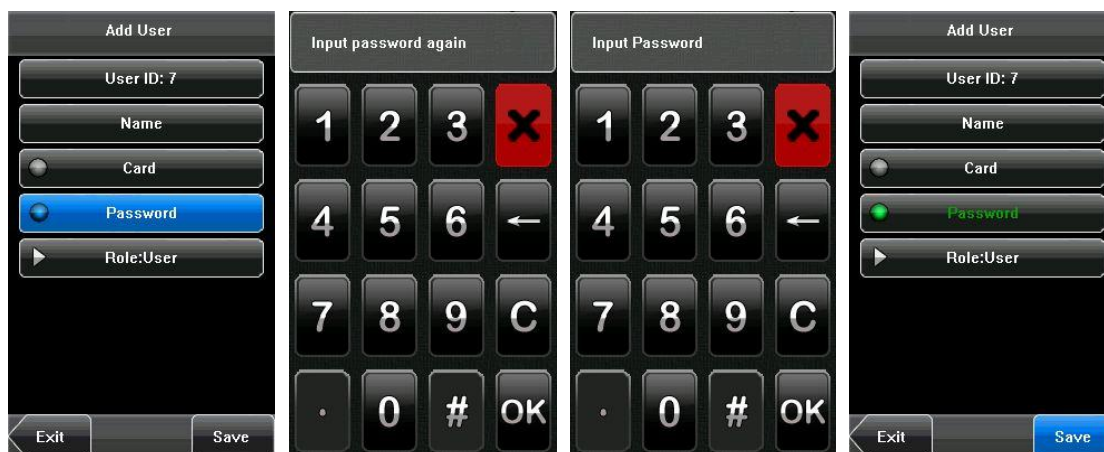 Add User
User ID: 7
Name
Card
Password
Role:User
Exit
Save
Input password again
1 2 3
4 5 6 ←
7 8 9 C
. 0 # OK
Input Password
1 2 3
4 5 6 ←
7 8 9 C
. 0 # OK
Add User
User ID: 7
Name
Card
Password
Role:User
Exit
Save